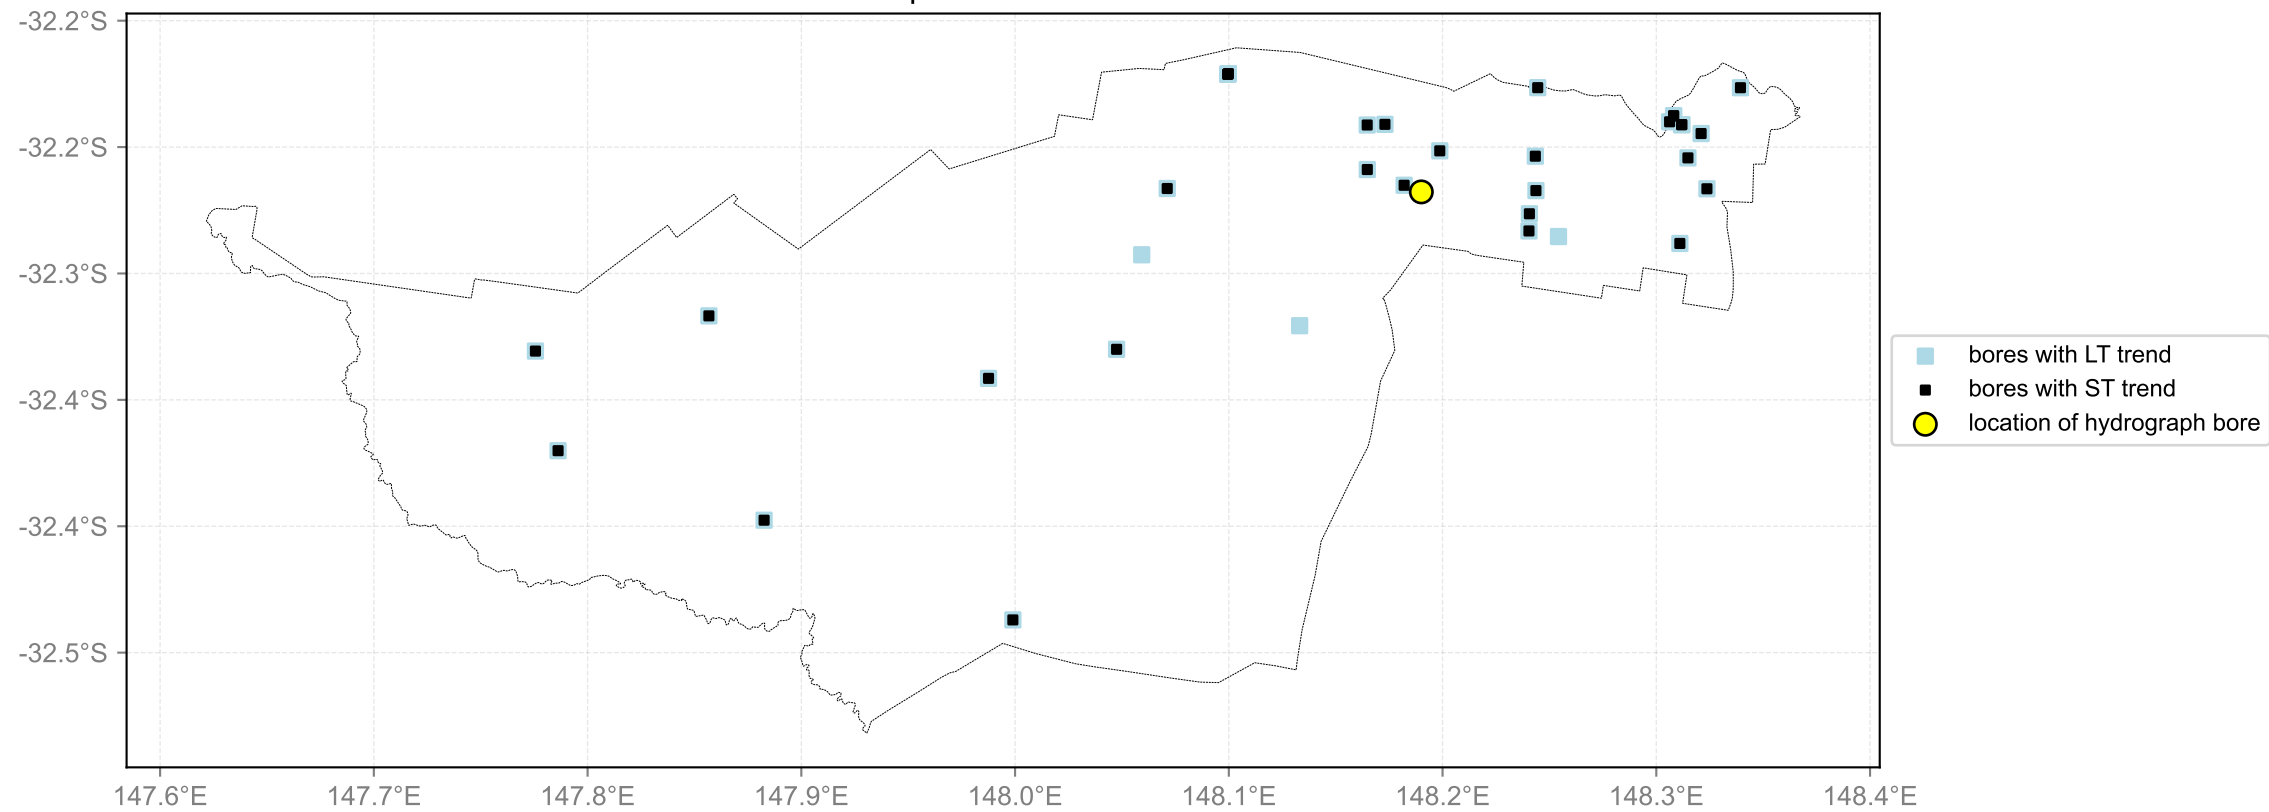 -32.2°S
-32.2°S
-32.3°S
-32.4°S
-32.4°S
-32.5°S
147.6°E 147.7°E 147.8°E 147.9°E 148.0°E 148.1°E 148.2°E 148.3°E 148.4°E
bores with LT trend
bores with ST trend
location of hydrograph bore